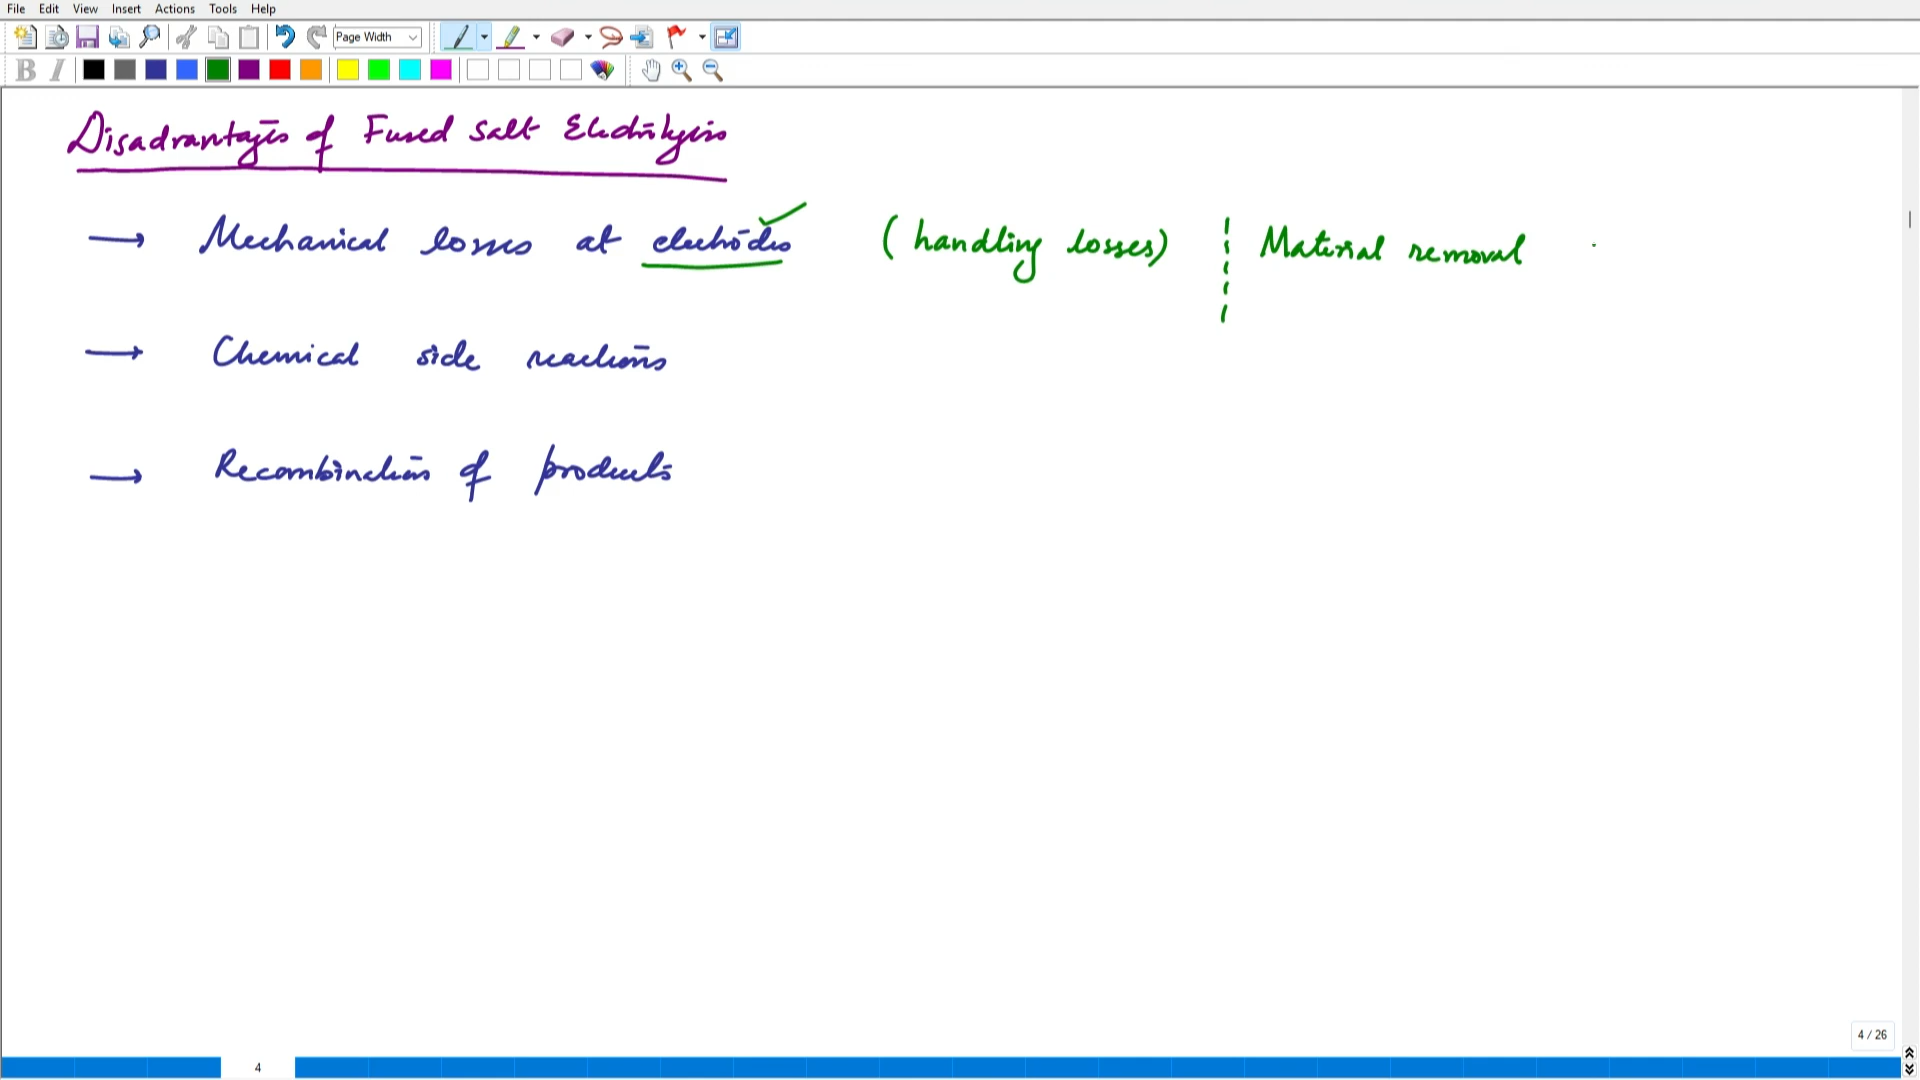 File Edit View Insert Actions Tools Help
Page Width
B I
Disadvantages of Fused Salt Electrolysis
→ Mechanical losses at electrodes ✓ (handling losses) Material removal
→ Chemical side reactions
→ Recombination of products
4 / 26
4